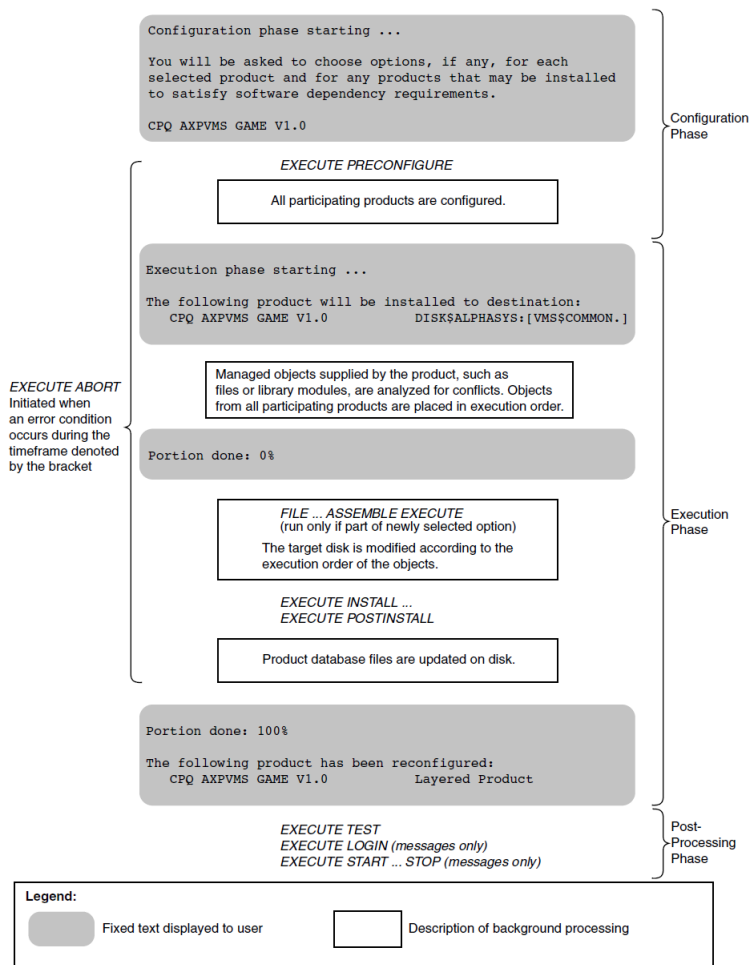 Configuration phase starting ...
You will be asked to choose options, if any, for each
selected product and for any products that may be installed
to satisfy software dependency requirements.
CPQ AXPVMS GAME V1.0
Configuration
Phase
EXECUTE PRECONFIGURE
All participating products are configured.
Execution phase starting ...
The following product will be installed to destination:
CPQ AXPVMS GAME V1.0 DISK$ALPHASYS:[VMS$COMMON.]
Managed objects supplied by the product, such as
files or library modules, are analyzed for conflicts. Objects
from all participating products are placed in execution order.
EXECUTE ABORT
Initiated when
an error condition
occurs during the
timeframe denoted
by the bracket
Portion done: 0%
FILE ... ASSEMBLE EXECUTE
(run only if part of newly selected option)
The target disk is modified according to the
execution order of the objects.
Execution
Phase
EXECUTE INSTALL ...
EXECUTE POSTINSTALL
Product database files are updated on disk.
Portion done: 100%
The following product has been reconfigured:
CPQ AXPVMS GAME V1.0 Layered Product
EXECUTE TEST
EXECUTE LOGIN (messages only)
EXECUTE START ... STOP (messages only)
Post-
Processing
Phase
Legend:
Fixed text displayed to user
Description of background processing